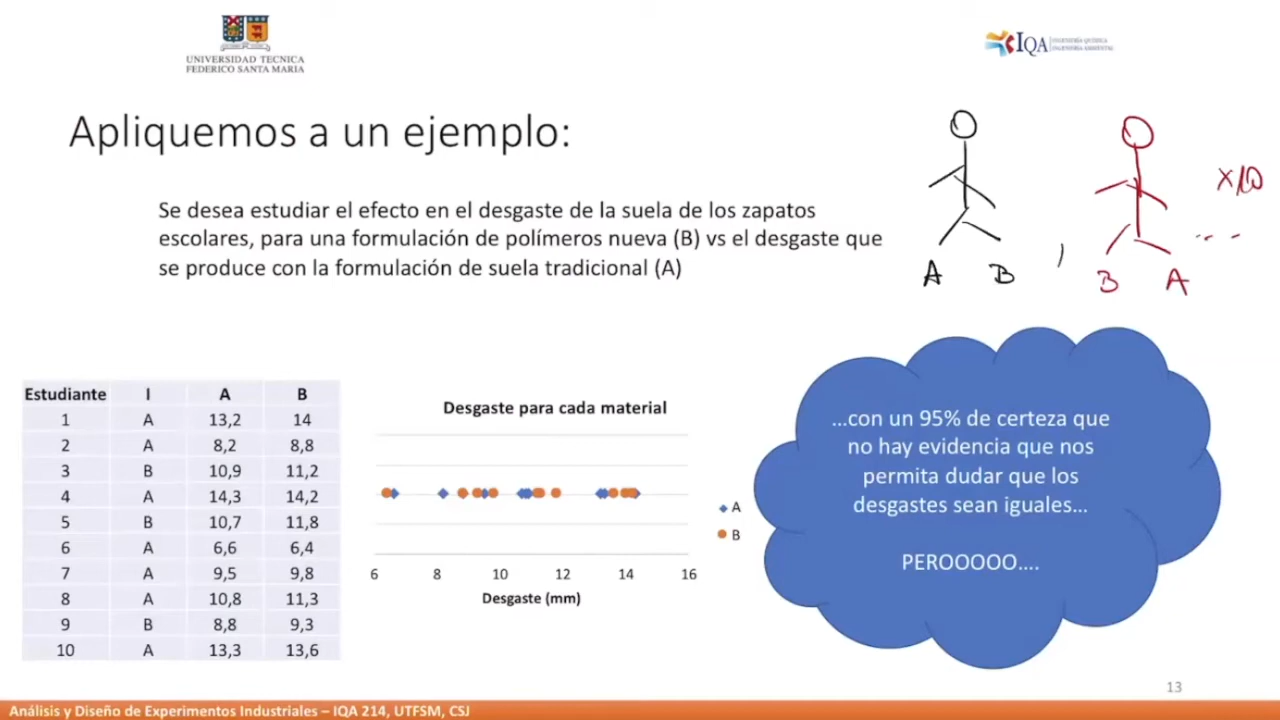 UNIVERSIDAD TECNICA
FEDERICO SANTA MARIA
IQA
INGENIERÍA QUÍMICA
INGENIERÍA AMBIENTAL
Apliquemos a un ejemplo:
Se desea estudiar el efecto en el desgaste de la suela de los zapatos
escolares, para una formulación de polímeros nueva (B) vs el desgaste que
se produce con la formulación de suela tradicional (A)
A B , B A ...
x10
Estudiante I A B
1 A 13,2 14
2 A 8,2 8,8
3 B 10,9 11,2
4 A 14,3 14,2
5 B 10,7 11,8
6 A 6,6 6,4
7 A 9,5 9,8
8 A 10,8 11,3
9 B 8,8 9,3
10 A 13,3 13,6
Desgaste para cada material
A
B
6 8 10 12 14 16
Desgaste (mm)
...con un 95% de certeza que
no hay evidencia que nos
permita dudar que los
desgastes sean iguales...
PEROOOOO....
13
Análisis y Diseño de Experimentos Industriales – IQA 214, UTFSM, CSJ